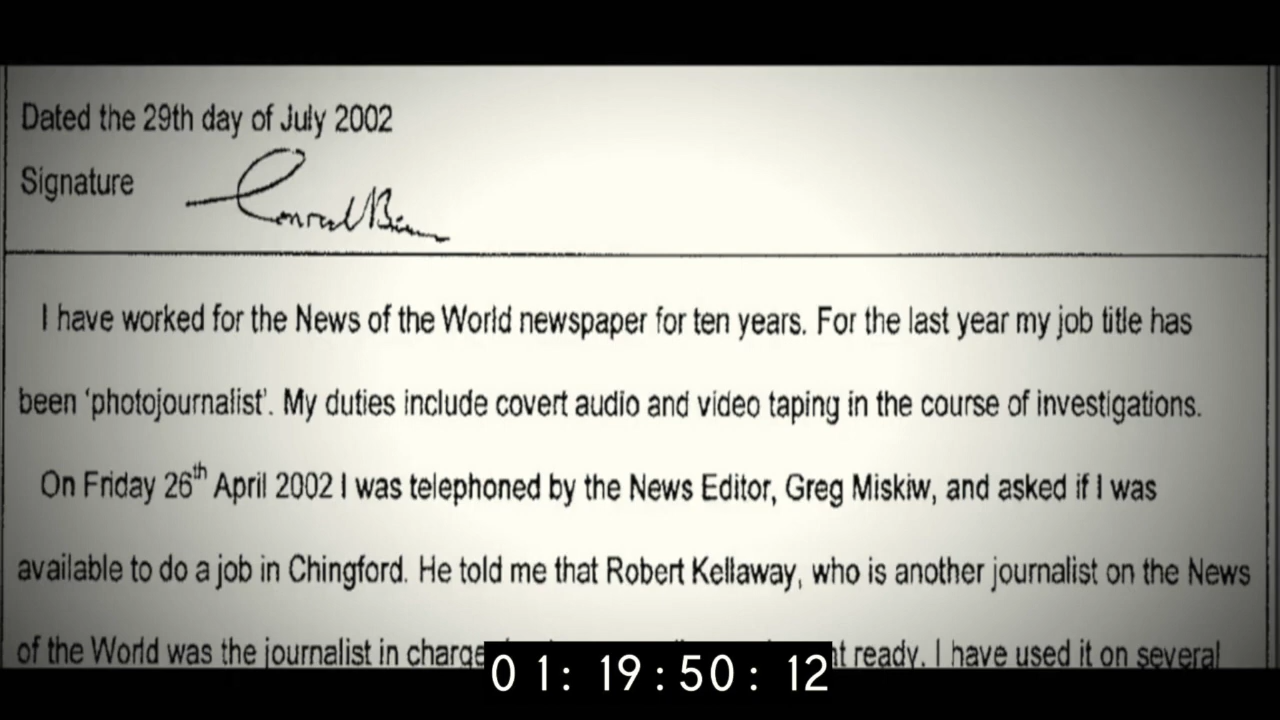 Dated the 29th day of July 2002
Signature Conrad Brown
I have worked for the News of the World newspaper for ten years. For the last year my job title has
been ‘photojournalist’. My duties include covert audio and video taping in the course of investigations.
On Friday 26th April 2002 I was telephoned by the News Editor, Greg Miskiw, and asked if I was
available to do a job in Chingford. He told me that Robert Kellaway, who is another journalist on the News
of the World was the journalist in charge ready. I have used it on several
01:19:50:12